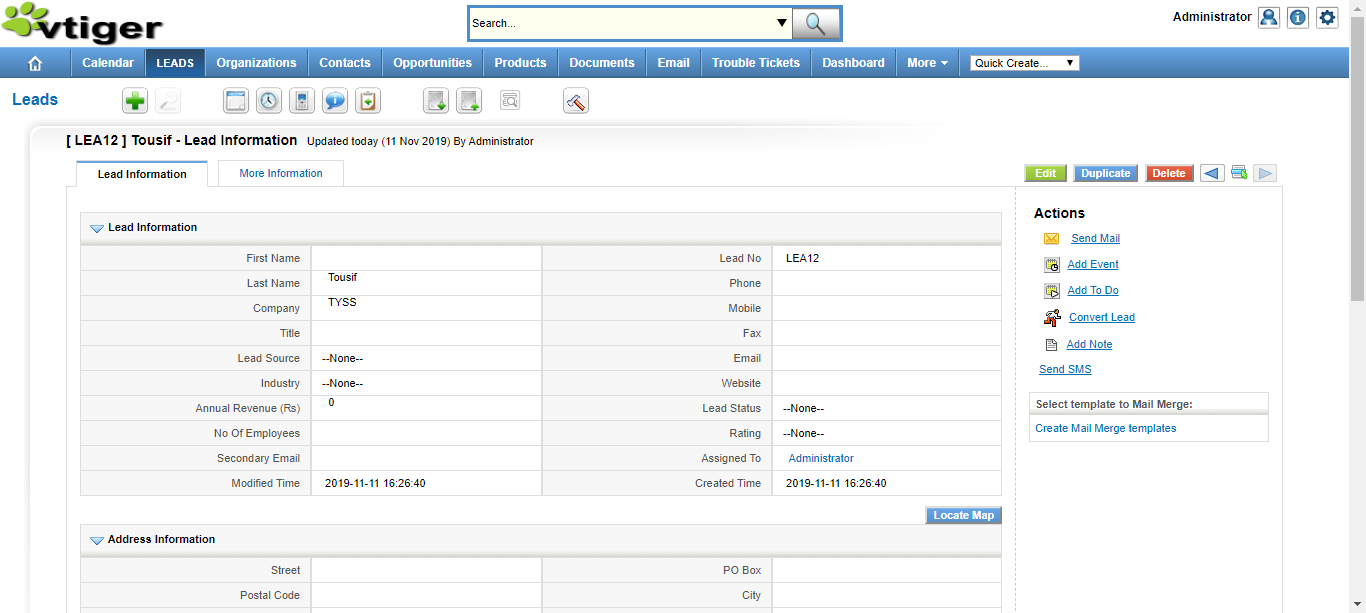 vtiger
Search...
Administrator
Calendar LEADS Organizations Contacts Opportunities Products Documents Email Trouble Tickets Dashboard More Quick Create...
Leads
[ LEA12 ] Tousif - Lead Information Updated today (11 Nov 2019) By Administrator
Lead Information More Information
Edit Duplicate Delete
Lead Information
First Name Lead No LEA12
Last Name Tousif Phone
Company TYSS Mobile
Title Fax
Lead Source --None-- Email
Industry --None-- Website
Annual Revenue (Rs) 0 Lead Status --None--
No Of Employees Rating --None--
Secondary Email Assigned To Administrator
Modified Time 2019-11-11 16:26:40 Created Time 2019-11-11 16:26:40
Locate Map
Address Information
Street PO Box
Postal Code City
Actions
Send Mail
Add Event
Add To Do
Convert Lead
Add Note
Send SMS
Select template to Mail Merge:
Create Mail Merge templates